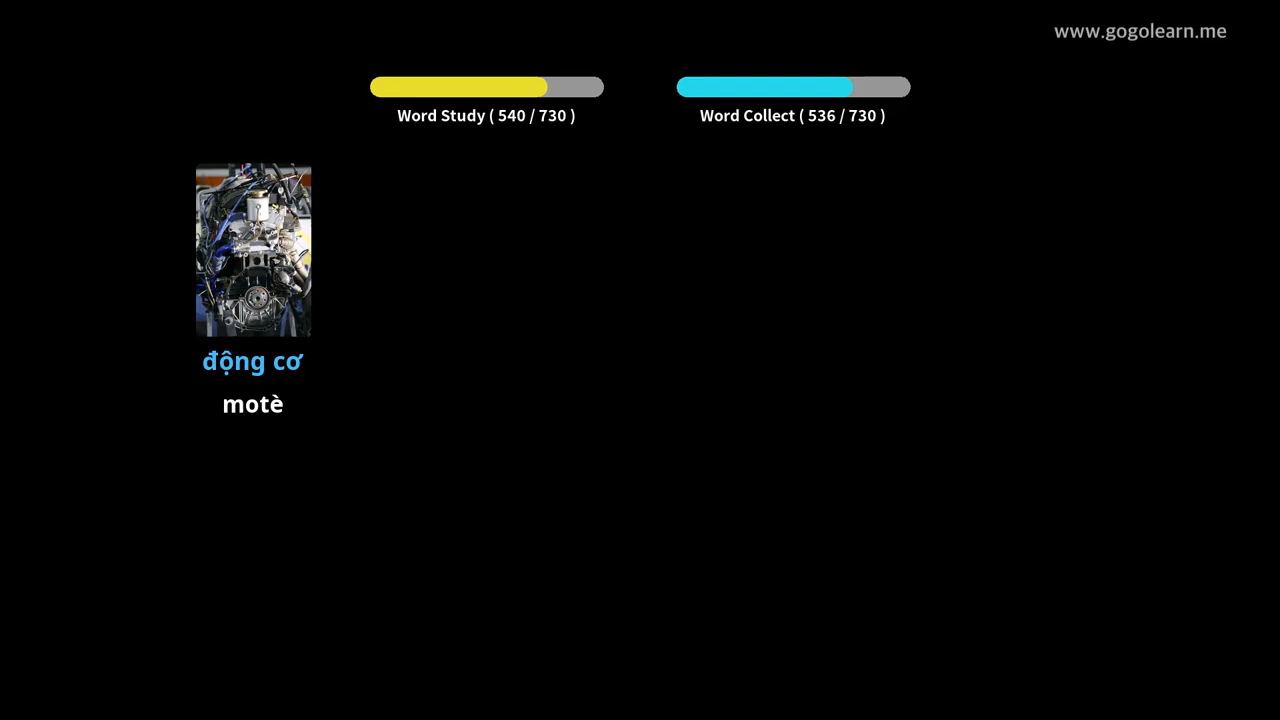 www.gogolearn.me
Word Study ( 540 / 730 )
Word Collect ( 536 / 730 )
động cơ
motè